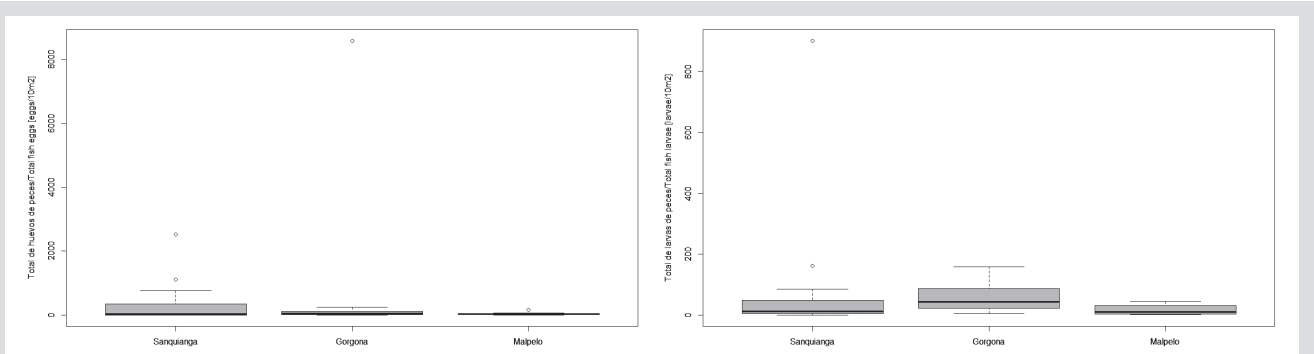 Total de huevos de peces/Total fish eggs [eggs/10m2]
8000
6000
4000
2000
0
Sanquianga Gorgona Malpelo
Total de larvas de peces/Total fish larvae [larvae/10m2]
800
600
400
200
0
Sanquianga Gorgona Malpelo